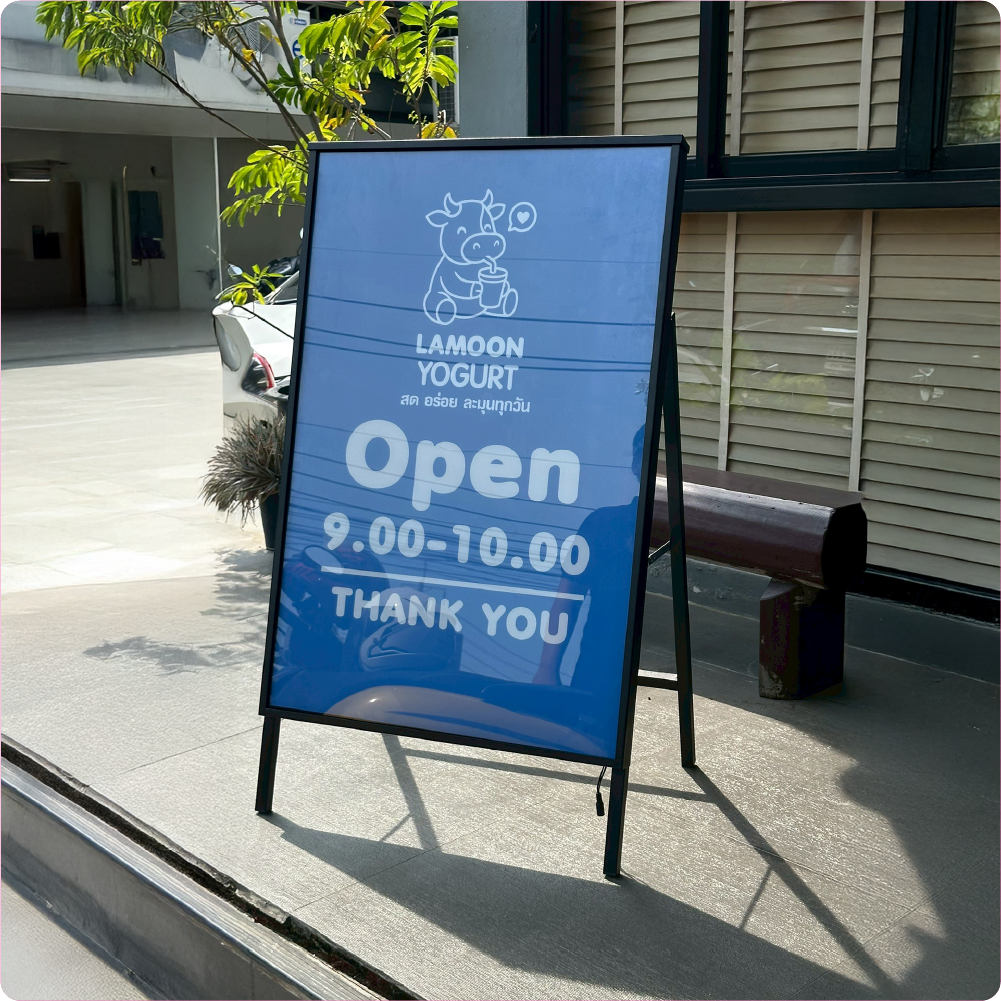 LAMOON
YOGURT
สด อร่อย ละมุนทุกวัน
Open
9.00-10.00
THANK YOU